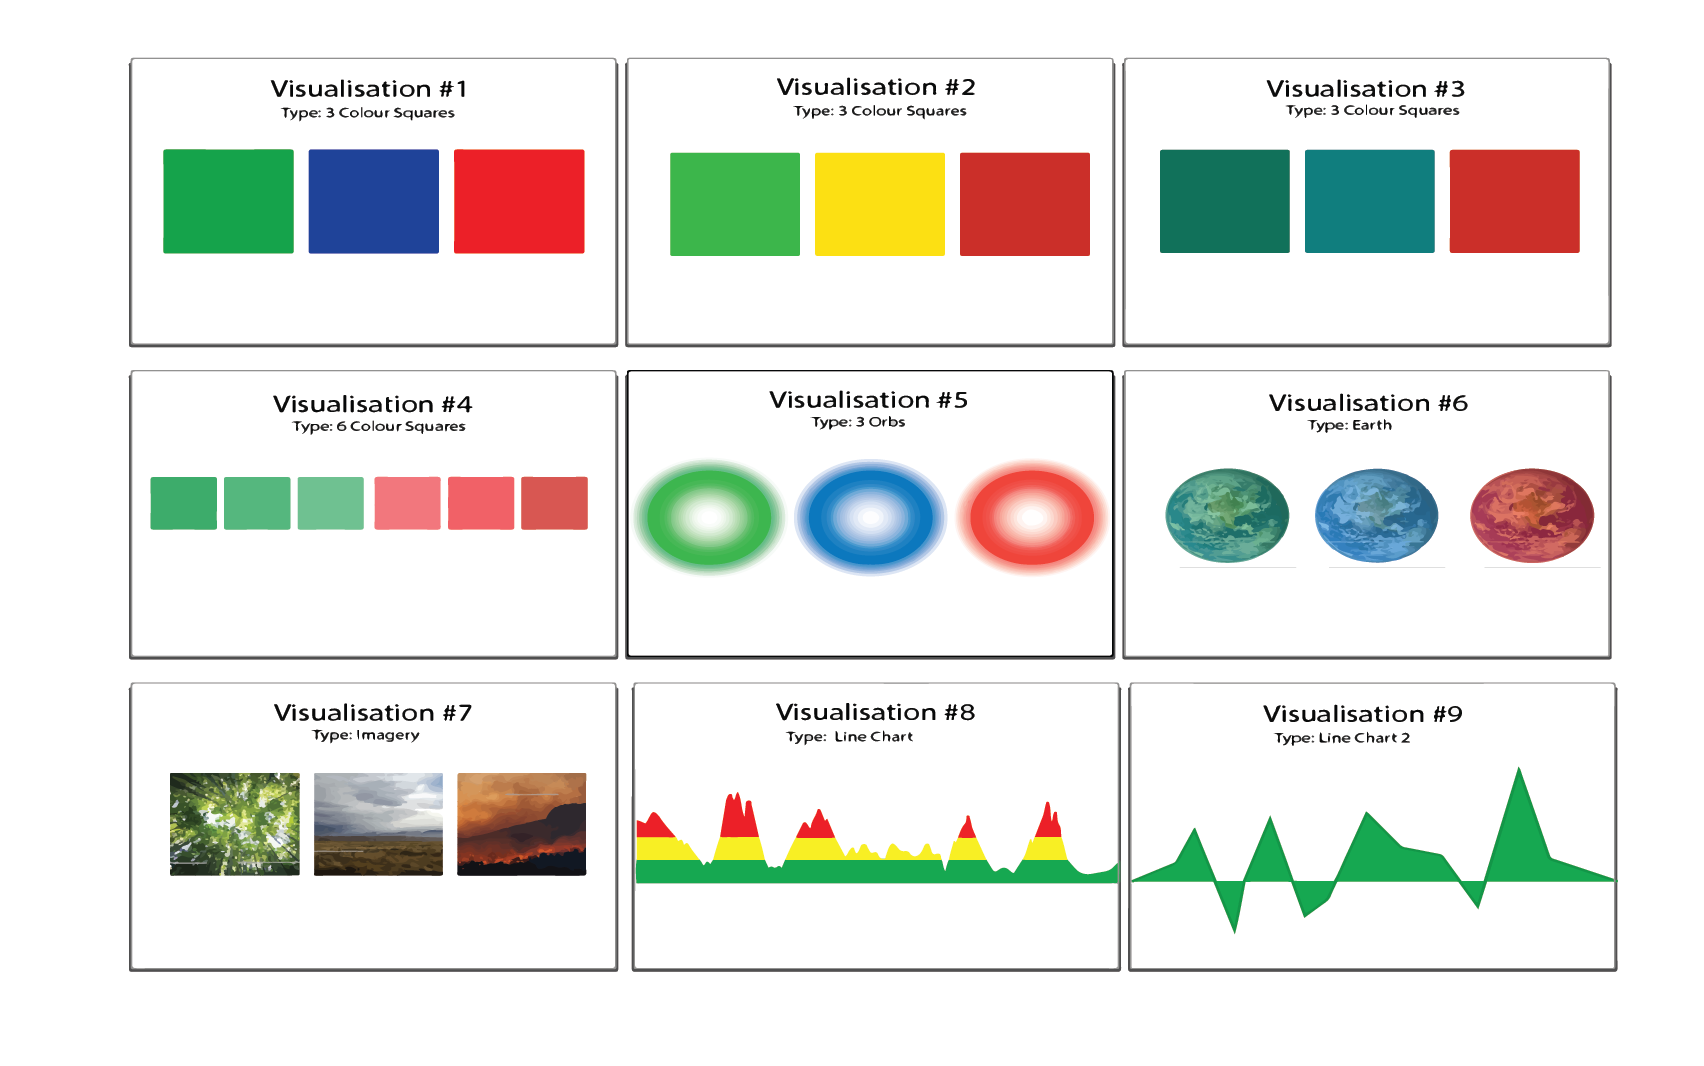 Visualisation #1
Type: 3 Colour Squares
Visualisation #2
Type: 3 Colour Squares
Visualisation #3
Type: 3 Colour Squares
Visualisation #4
Type: 6 Colour Squares
Visualisation #5
Type: 3 Orbs
Visualisation #6
Type: Earth
Visualisation #7
Type: Imagery
Visualisation #8
Type: Line Chart
Visualisation #9
Type: Line Chart 2